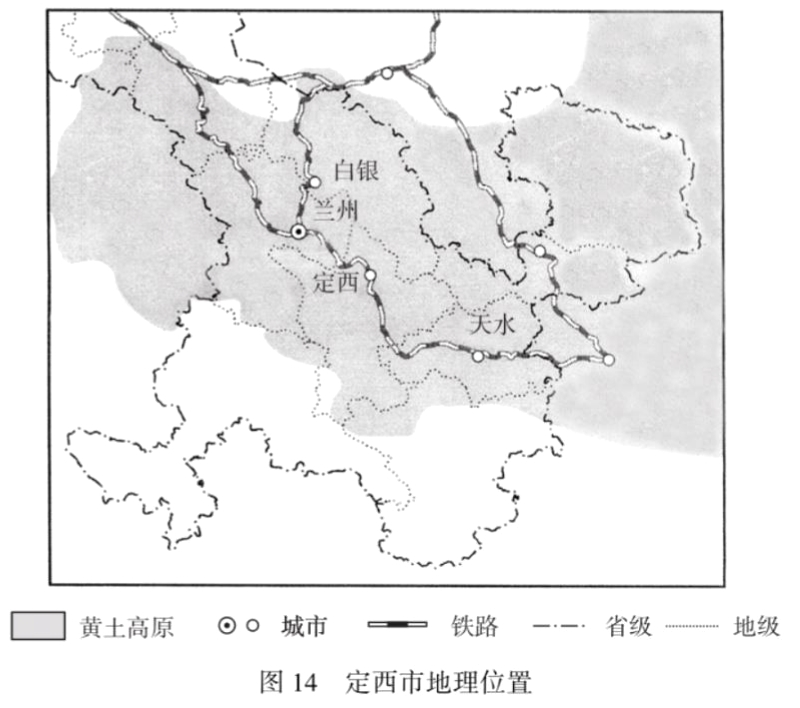 白银
兰州
定西
天水
黄土高原 城市 铁路 省级 地级
图 14 定西市地理位置